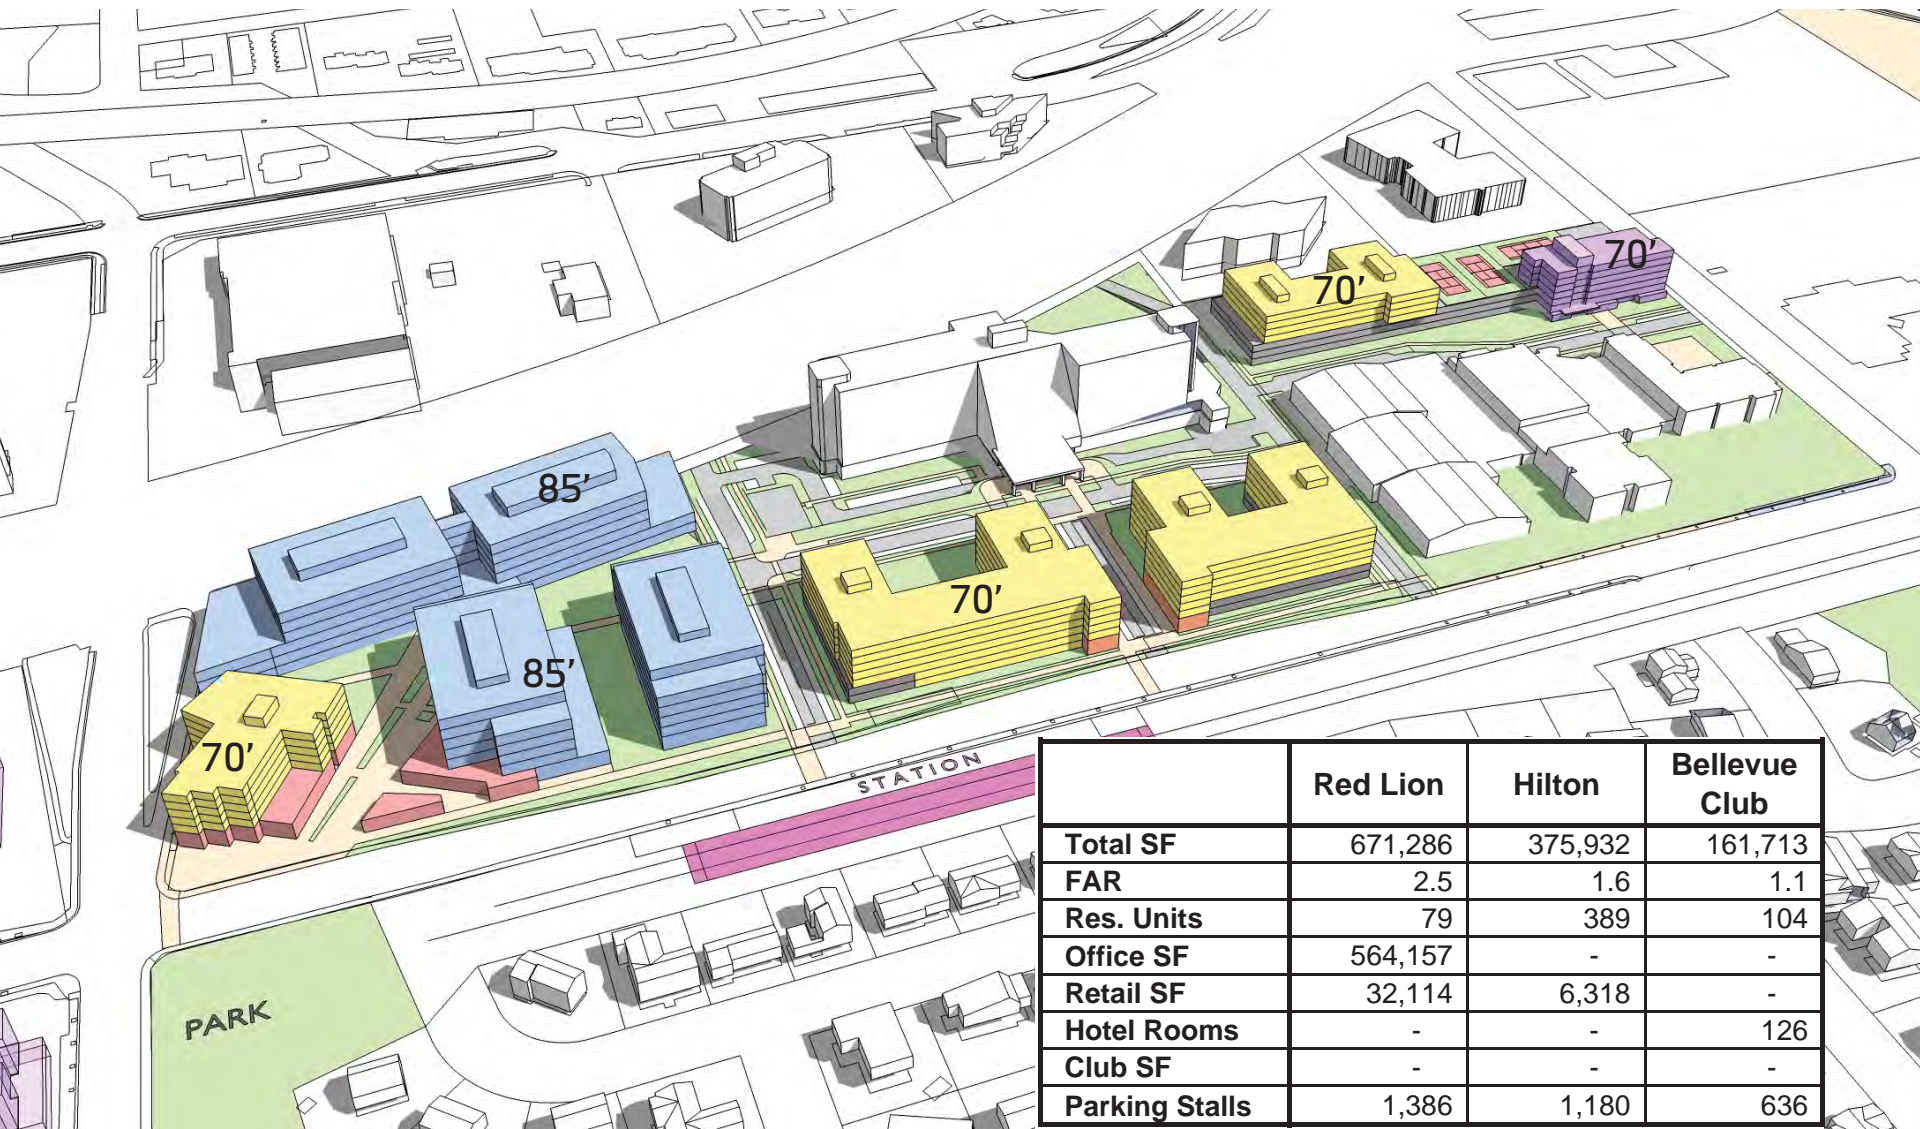 70'
70'
85'
70'
85'
70'
STATION
PARK
Red Lion Hilton Bellevue Club
Total SF 671,286 375,932 161,713
FAR 2.5 1.6 1.1
Res. Units 79 389 104
Office SF 564,157 - -
Retail SF 32,114 6,318 -
Hotel Rooms - - 126
Club SF - - -
Parking Stalls 1,386 1,180 636